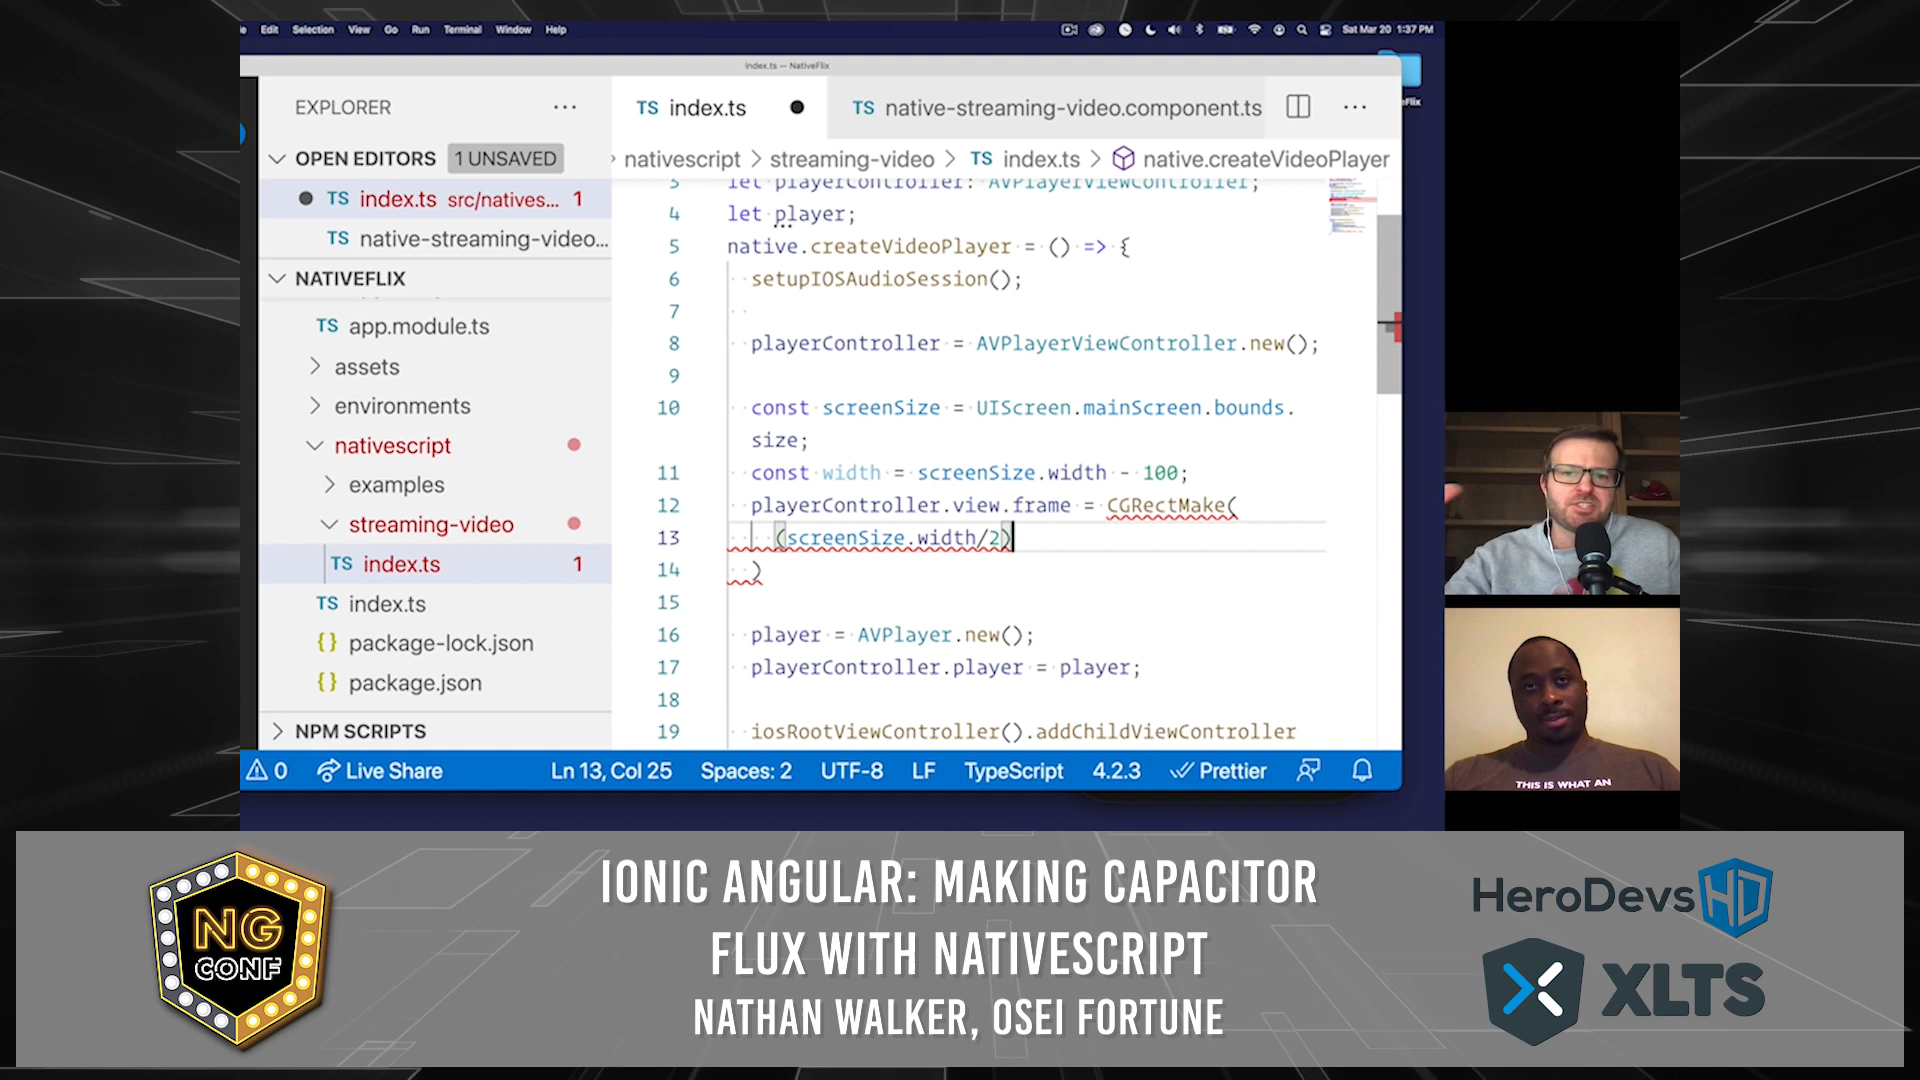 Edit Selection View Go Run Terminal Window Help
Sat Mar 20 1:37 PM
index.ts — NativeFlix
EXPLORER
TS index.ts
TS native-streaming-video.component.ts
OPEN EDITORS 1 UNSAVED
nativescript > streaming-video > TS index.ts > native.createVideoPlayer
TS index.ts src/natives... 1
TS native-streaming-video...
NATIVEFLIX
TS app.module.ts
assets
environments
nativescript
examples
streaming-video
TS index.ts 1
TS index.ts
{} package-lock.json
{} package.json
NPM SCRIPTS
3 let playerController: AVPlayerViewController;
4 let player;
5 native.createVideoPlayer = () => {
6 setupIOSAudioSession();
7
8 playerController = AVPlayerViewController.new();
9
10 const screenSize = UIScreen.mainScreen.bounds.
size;
11 const width = screenSize.width - 100;
12 playerController.view.frame = CGRectMake(
13 (screenSize.width/2)
14 )
15
16 player = AVPlayer.new();
17 playerController.player = player;
18
19 iosRootViewController().addChildViewController
0 Live Share Ln 13, Col 25 Spaces: 2 UTF-8 LF TypeScript 4.2.3 Prettier
THIS IS WHAT AN
NG
CONF
IONIC ANGULAR: MAKING CAPACITOR
FLUX WITH NATIVESCRIPT
NATHAN WALKER, OSEI FORTUNE
HeroDevs HD
XLTS